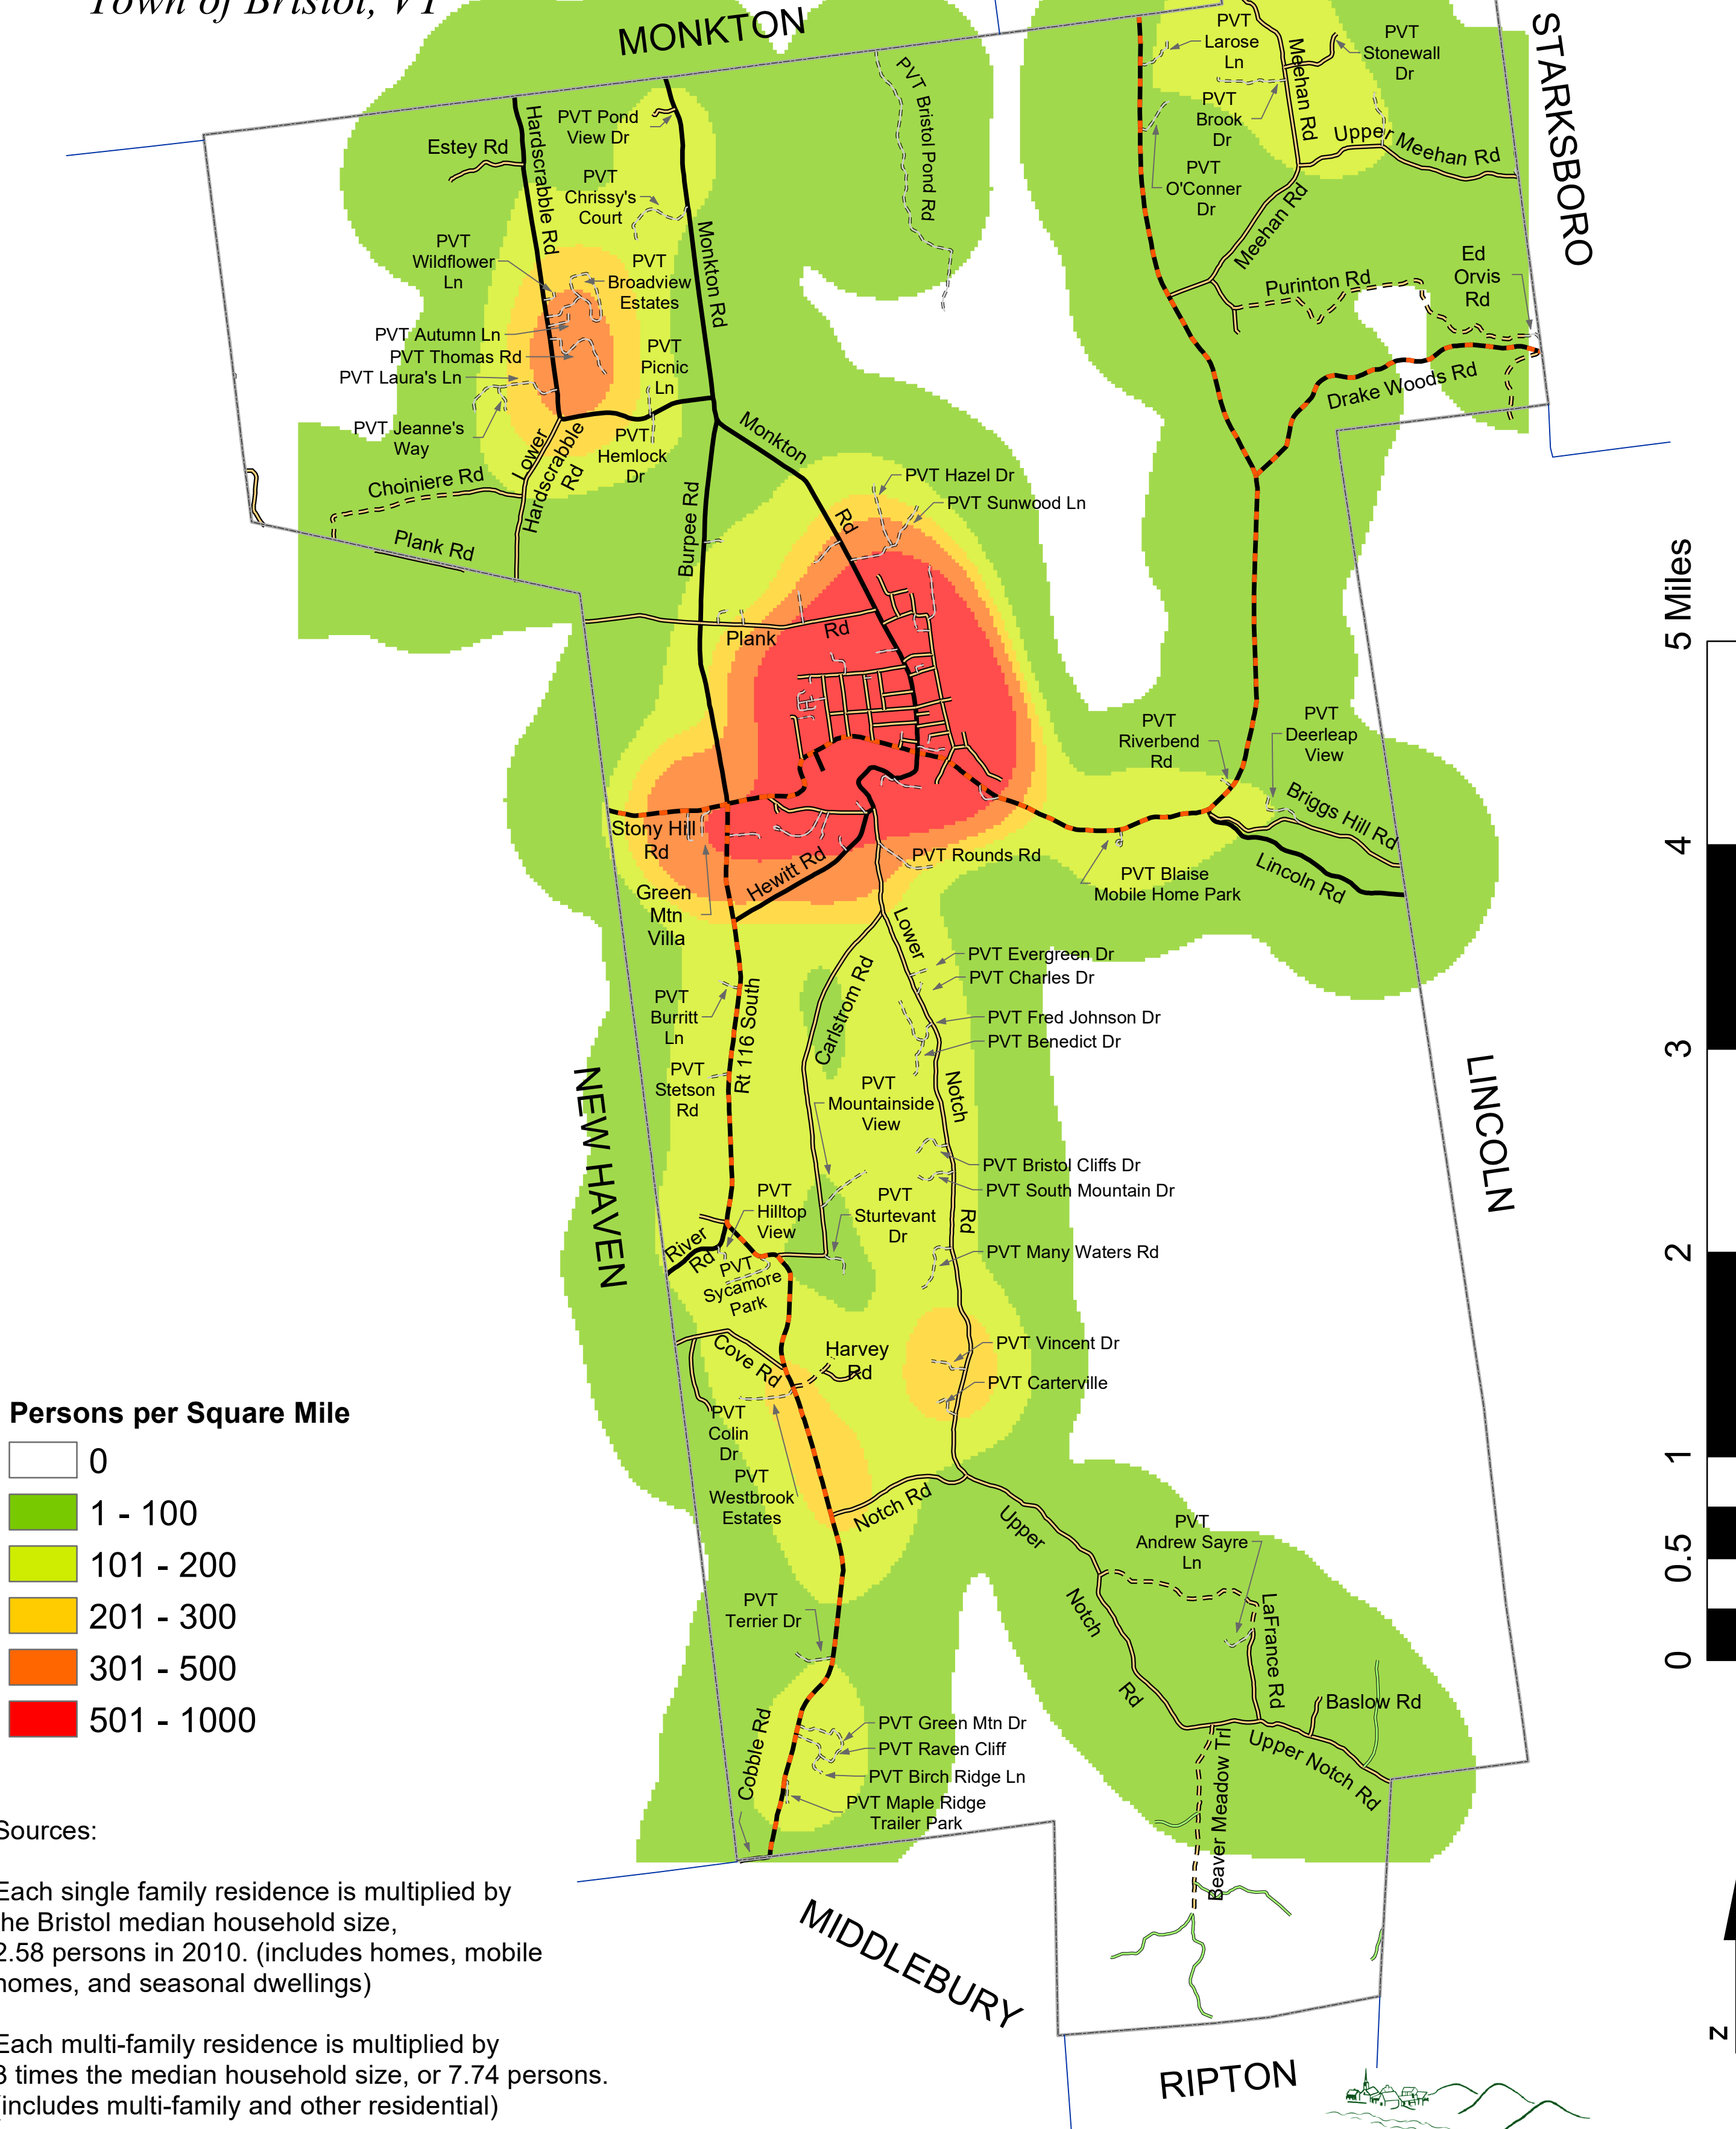 Town of Bristol, VT
MONKTON
STARKSBORO
PVT
Larose
Ln
Meehan Rd
PVT
Stonewall
Dr
PVT
Brook
Dr
Upper Meehan Rd
PVT
O'Conner
Dr
Meehan Rd
Purinton Rd
Ed
Orvis
Rd
Drake Woods Rd
PVT Bristol Pond Rd
PVT Pond
View Dr
Hardscrabble Rd
Estey Rd
PVT
Chrissy's
Court
Monkton Rd
PVT
Wildflower
Ln
PVT
Broadview
Estates
PVT Autumn Ln
PVT Thomas Rd
PVT Laura's Ln
PVT
Picnic
Ln
PVT Jeanne's
Way
PVT
Hemlock
Dr
Lower
Hardscrabble
Rd
Choiniere Rd
Plank Rd
Burpee Rd
Monkton
Rd
PVT Hazel Dr
PVT Sunwood Ln
Plank
Rd
PVT
Riverbend
Rd
PVT
Deerleap
View
Briggs Hill Rd
Lincoln Rd
PVT Blaise
Mobile Home Park
Stony Hill
Rd
Green
Mtn
Villa
Hewitt Rd
PVT Rounds Rd
Lower
Notch
Rd
Carlstrom Rd
PVT Evergreen Dr
PVT Charles Dr
PVT Fred Johnson Dr
PVT Benedict Dr
PVT
Burritt
Ln
Rt 116 South
PVT
Stetson
Rd
PVT
Mountainside
View
PVT Bristol Cliffs Dr
PVT South Mountain Dr
PVT
Hilltop
View
PVT
Sturtevant
Dr
PVT Many Waters Rd
River
Rd
PVT
Sycamore
Park
NEW HAVEN
LINCOLN
Cove Rd
Harvey
Rd
PVT Vincent Dr
PVT Carterville
PVT
Colin
Dr
PVT
Westbrook
Estates
Notch Rd
Upper
Notch
Rd
PVT
Andrew Sayre
Ln
LaFrance Rd
Baslow Rd
Upper Notch Rd
Beaver Meadow Trl
PVT
Terrier Dr
Cobble Rd
PVT Green Mtn Dr
PVT Raven Cliff
PVT Birch Ridge Ln
PVT Maple Ridge
Trailer Park
MIDDLEBURY
RIPTON
5 Miles
4
3
2
1
0.5
0
N
Persons per Square Mile
0
1 - 100
101 - 200
201 - 300
301 - 500
501 - 1000
Sources:
Each single family residence is multiplied by
the Bristol median household size,
2.58 persons in 2010. (includes homes, mobile
homes, and seasonal dwellings)
Each multi-family residence is multiplied by
3 times the median household size, or 7.74 persons.
(includes multi-family and other residential)